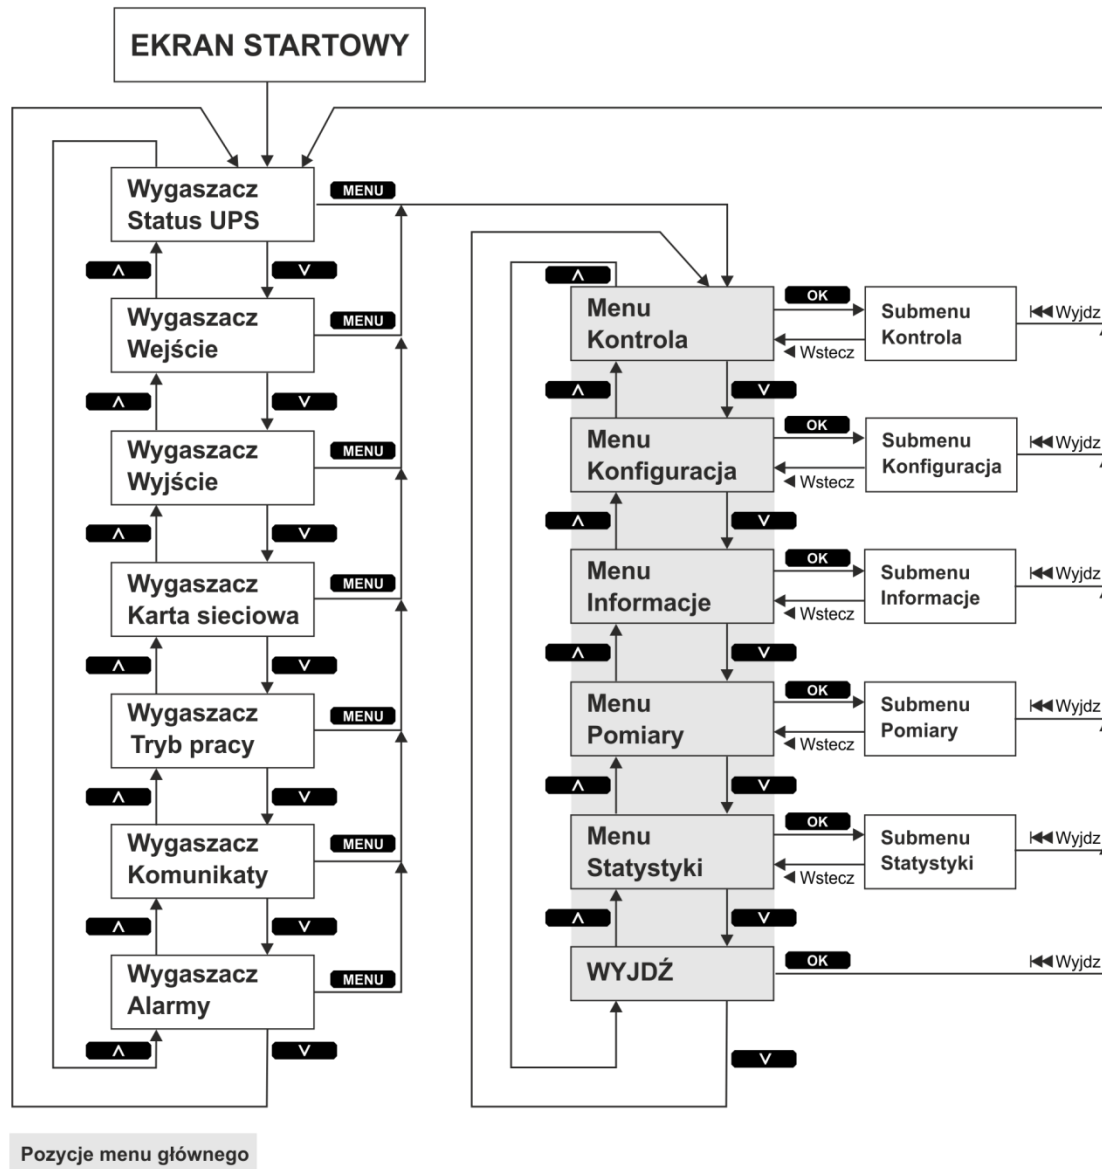 EKRAN STARTOWY
Wygaszacz
Status UPS
MENU
Λ
V
Wygaszacz
Wejście
MENU
Λ
V
Wygaszacz
Wyjście
MENU
Λ
V
Wygaszacz
Karta sieciowa
MENU
Λ
V
Wygaszacz
Tryb pracy
MENU
Λ
V
Wygaszacz
Komunikaty
MENU
Λ
V
Wygaszacz
Alarmy
MENU
Λ
V
Λ
Menu
Kontrola
OK
Wstecz
Submenu
Kontrola
Wyjdz
Λ
V
Menu
Konfiguracja
OK
Wstecz
Submenu
Konfiguracja
Wyjdz
Λ
V
Menu
Informacje
OK
Wstecz
Submenu
Informacje
Wyjdz
Λ
V
Menu
Pomiary
OK
Wstecz
Submenu
Pomiary
Wyjdz
Λ
V
Menu
Statystyki
OK
Wstecz
Submenu
Statystyki
Wyjdz
Λ
V
WYJDŹ
OK
Wyjdz
V
Pozycje menu głównego